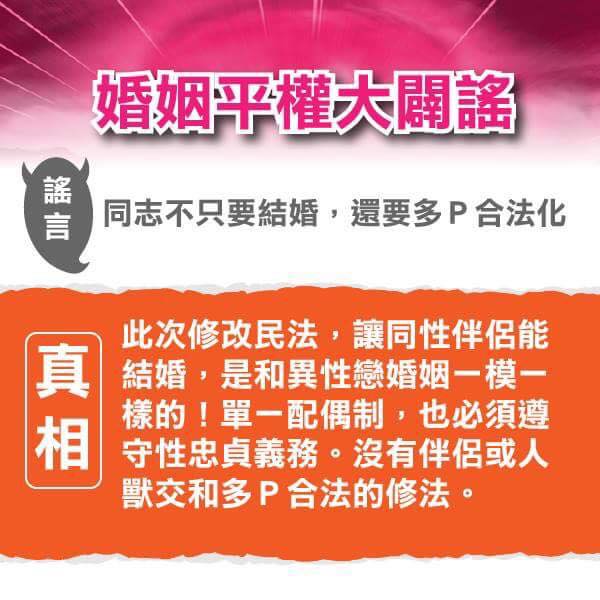 婚姻平權大闢謠
謠言
同志不只要結婚，還要多P合法化
真相
此次修改民法，讓同性伴侶能
結婚，是和異性戀婚姻一模一
樣的！單一配偶制，也必須遵
守性忠貞義務。沒有伴侶或人
獸交和多P合法的修法。